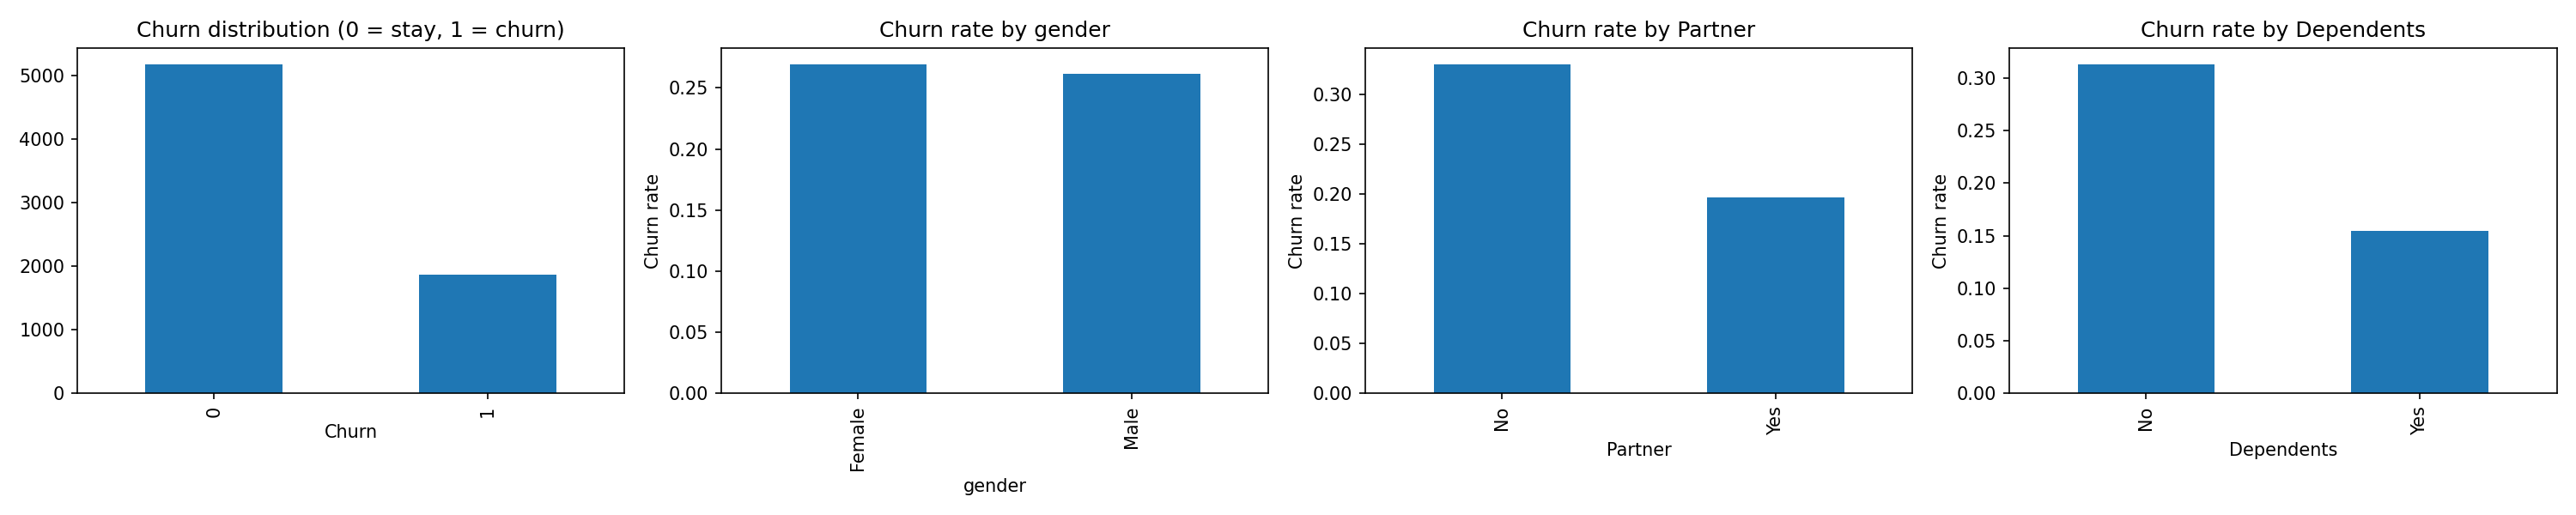 Churn distribution (0 = stay, 1 = churn)
5000
4000
3000
2000
1000
0
0
1
Churn
Churn rate by gender
Churn rate
0.25
0.20
0.15
0.10
0.05
0.00
Female
Male
gender
Churn rate by Partner
Churn rate
0.30
0.25
0.20
0.15
0.10
0.05
0.00
No
Yes
Partner
Churn rate by Dependents
Churn rate
0.30
0.25
0.20
0.15
0.10
0.05
0.00
No
Yes
Dependents